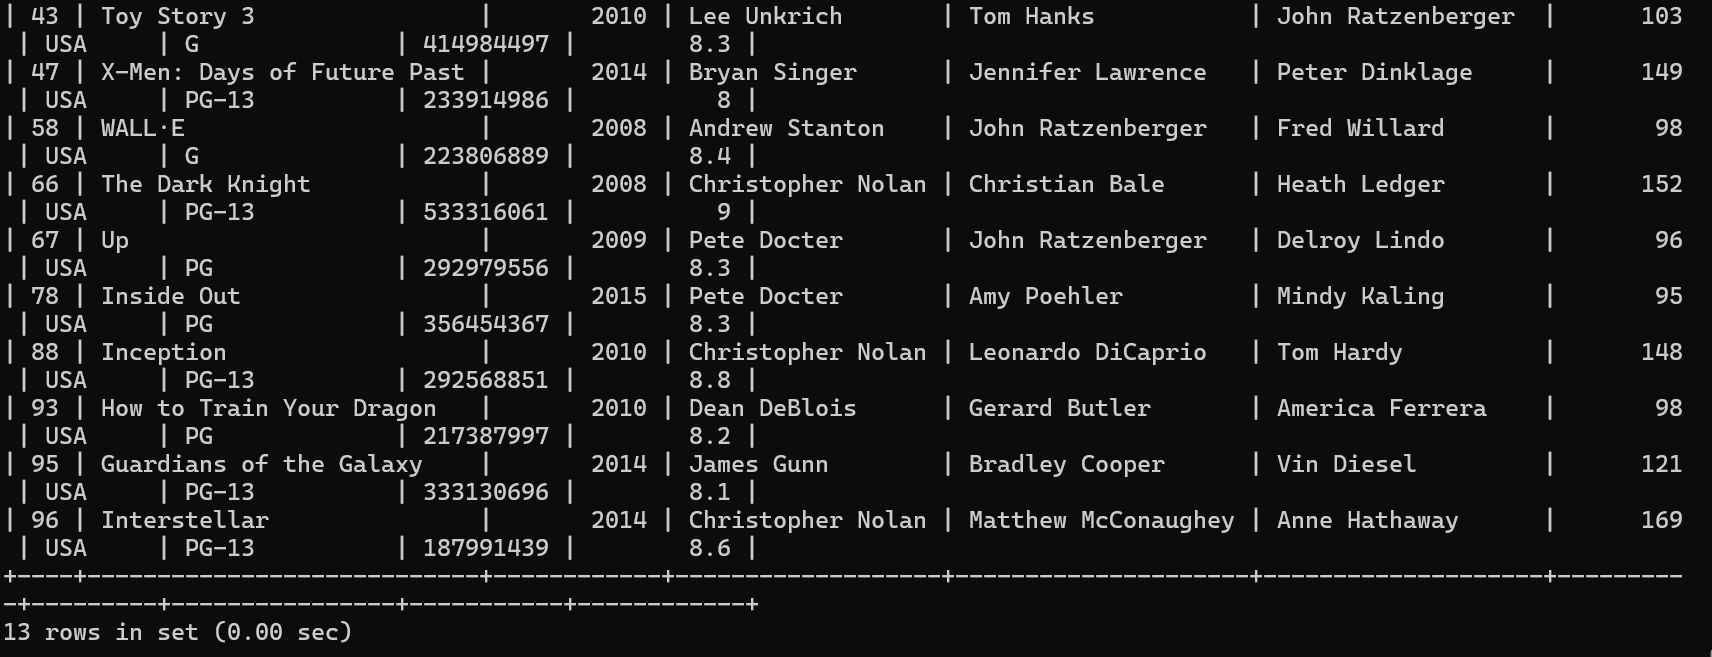 | 43 | Toy Story 3                |       2010 | Lee Unkrich       | Tom Hanks           | John Ratzenberger  |      103
 | USA     | G              | 414984497 |        8.3 |
| 47 | X-Men: Days of Future Past |       2014 | Bryan Singer      | Jennifer Lawrence   | Peter Dinklage     |      149
 | USA     | PG-13          | 233914986 |          8 |
| 58 | WALL·E                     |       2008 | Andrew Stanton    | John Ratzenberger   | Fred Willard       |       98
 | USA     | G              | 223806889 |        8.4 |
| 66 | The Dark Knight            |       2008 | Christopher Nolan | Christian Bale      | Heath Ledger       |      152
 | USA     | PG-13          | 533316061 |          9 |
| 67 | Up                         |       2009 | Pete Docter       | John Ratzenberger   | Delroy Lindo       |       96
 | USA     | PG             | 292979556 |        8.3 |
| 78 | Inside Out                 |       2015 | Pete Docter       | Amy Poehler         | Mindy Kaling       |       95
 | USA     | PG             | 356454367 |        8.3 |
| 88 | Inception                  |       2010 | Christopher Nolan | Leonardo DiCaprio   | Tom Hardy          |      148
 | USA     | PG-13          | 292568851 |        8.8 |
| 93 | How to Train Your Dragon   |       2010 | Dean DeBlois      | Gerard Butler       | America Ferrera    |       98
 | USA     | PG             | 217387997 |        8.2 |
| 95 | Guardians of the Galaxy    |       2014 | James Gunn        | Bradley Cooper      | Vin Diesel         |      121
 | USA     | PG-13          | 333130696 |        8.1 |
| 96 | Interstellar               |       2014 | Christopher Nolan | Matthew McConaughey | Anne Hathaway      |      169
 | USA     | PG-13          | 187991439 |        8.6 |
+----+----------------------------+------------+-------------------+---------------------+--------------------+---------
-+---------+----------------+-----------+------------+
13 rows in set (0.00 sec)